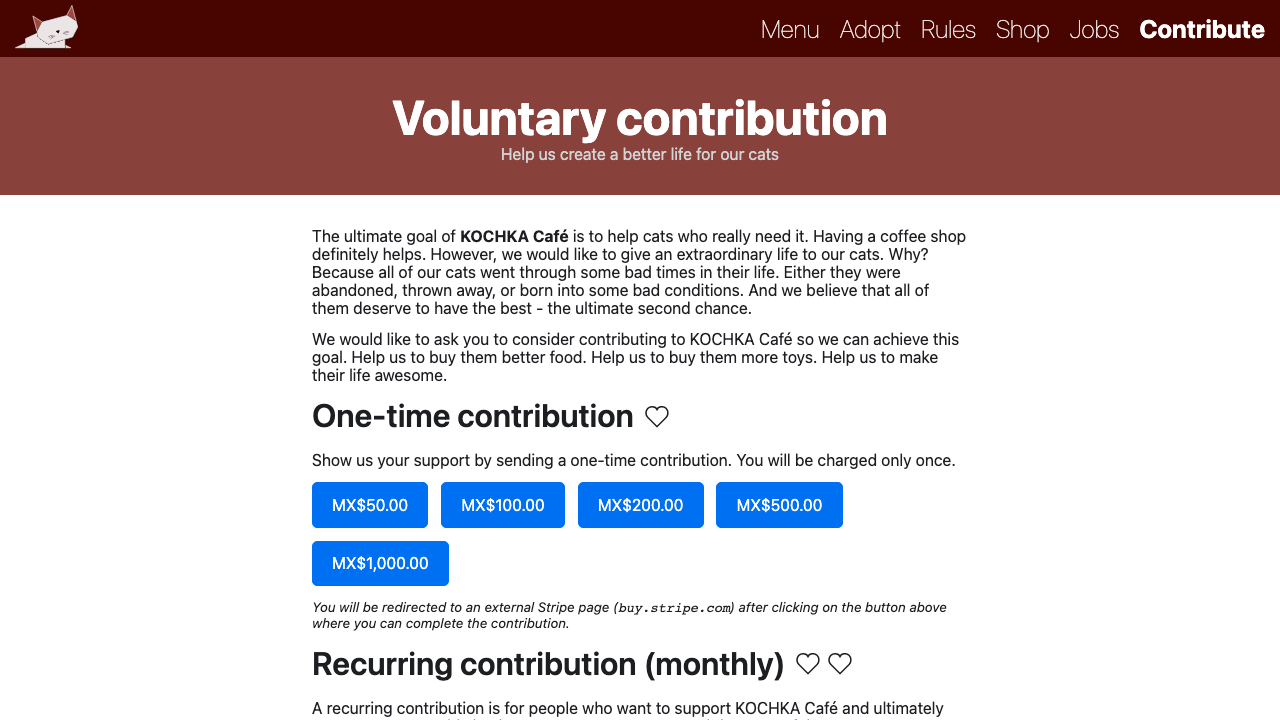 Menu Adopt Rules Shop Jobs Contribute
Voluntary contribution
Help us create a better life for our cats
The ultimate goal of KOCHKA Café is to help cats who really need it. Having a coffee shop
definitely helps. However, we would like to give an extraordinary life to our cats. Why?
Because all of our cats went through some bad times in their life. Either they were
abandoned, thrown away, or born into some bad conditions. And we believe that all of
them deserve to have the best - the ultimate second chance.
We would like to ask you to consider contributing to KOCHKA Café so we can achieve this
goal. Help us to buy them better food. Help us to buy them more toys. Help us to make
their life awesome.
One-time contribution
Show us your support by sending a one-time contribution. You will be charged only once.
MX$50.00 MX$100.00 MX$200.00 MX$500.00
MX$1,000.00
You will be redirected to an external Stripe page (buy.stripe.com) after clicking on the button above
where you can complete the contribution.
Recurring contribution (monthly)
A recurring contribution is for people who want to support KOCHKA Café and ultimately